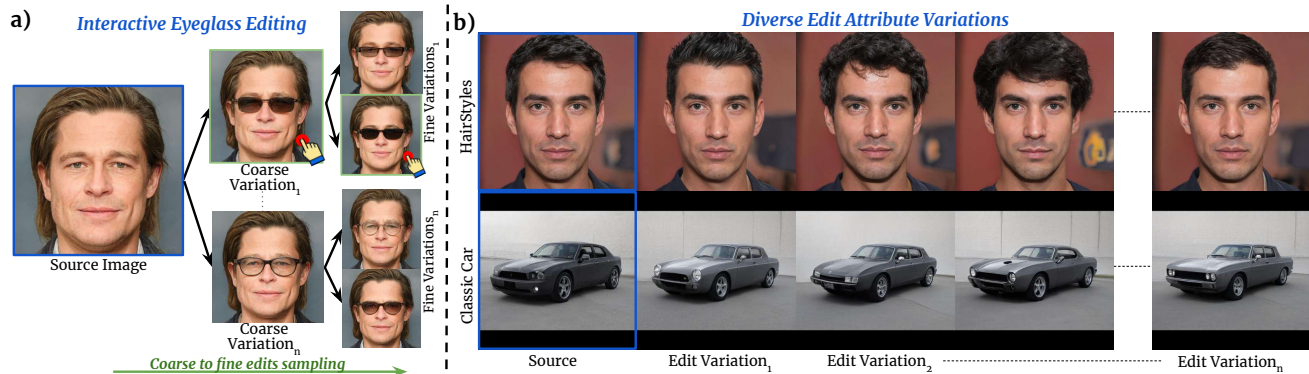 a)
Interactive Eyeglass Editing
Source Image
Coarse
Variation₁
Fine Variations₁
Coarse
Variationₙ
Fine Variationsₙ
Coarse to fine edits sampling
b)
Diverse Edit Attribute Variations
HairStyles
Classic Car
Source
Edit Variation₁
Edit Variation₂
Edit Variationₙ